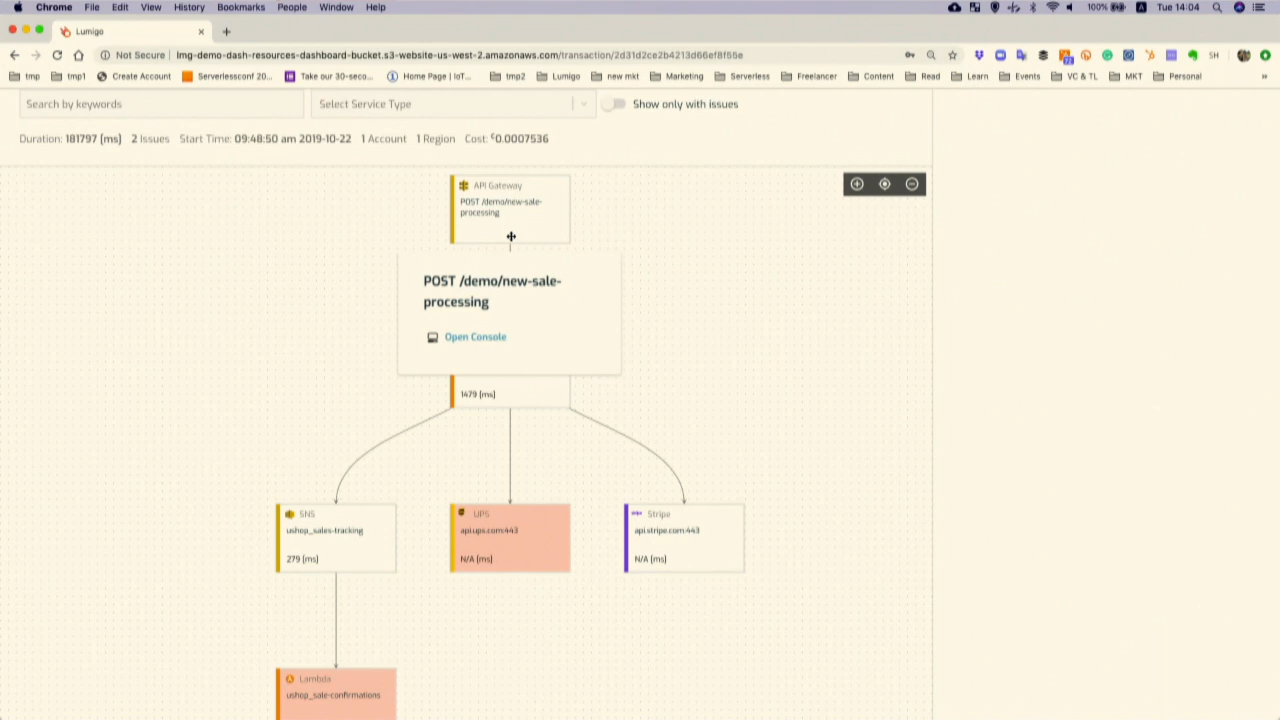 Chrome File Edit View History Bookmarks People Window Help 100% Tue 14:04
Lumigo
Not Secure | lmg-demo-dash-resources-dashboard-bucket.s3-website-us-west-2.amazonaws.com/transaction/2d31d2ce2b4213d66ef8f55e SH
tmp tmp1 Create Account Serverlessconf 20... Take our 30-seco... Home Page | IoT... tmp2 Lumigo new mkt Marketing Serverless Freelancer Content Read Learn Events VC & TL MKT Personal »
Search by keywords Select Service Type Show only with issues
Duration: 181797 [ms] 2 Issues Start Time: 09:48:50 am 2019-10-22 1 Account 1 Region Cost: 0.0007536
API Gateway
POST /demo/new-sale-
processing
POST /demo/new-sale-
processing
Open Console
1479 [ms]
SNS
ushop_sales-tracking
279 [ms]
UPS
api.ups.com:443
N/A [ms]
Stripe
api.stripe.com:443
N/A [ms]
Lambda
ushop_sale-confirmations